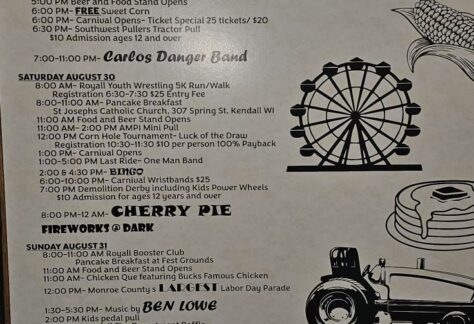 5:00 PM Beer and Food Stand Opens
6:00 PM- FREE Sweet Corn
6:00 PM- Carnival Opens- Ticket Special 25 tickets/ $20
6:30 PM- Southwest Pullers Tractor Pull
$10 Admission ages 12 and over
7:00-11:00 PM- Carlos Danger Band
SATURDAY AUGUST 30
8:00 AM- Royall Youth Wrestling 5K Run/Walk
Registration 6:30-7:30 $25 Entry Fee
8:00-11:00 AM- Pancake Breakfast
St Josephs Catholic Church, 307 Spring St. Kendall WI
11:00 AM Food and Beer Stand Opens
11:00 AM- 2:00 PM AMPI Mini Pull
12:00 PM Corn Hole Tournament- Luck of the Draw
Registration 10:30-11:30 $10 per person 100% Payback
1:00 PM- Carnival Opens
1:00-5:00 PM Last Ride- One Man Band
2:00 & 4:30 PM- BINGO
6:00-10:00 PM- Carnival Wristbands $25
7:00 PM Demolition Derby including Kids Power Wheels
$10 Admission for ages 12 years and over
8:00 PM-12 AM- CHERRY PIE
FIREWORKS @ DARK
SUNDAY AUGUST 31
8:00-11:00 AM Royall Booster Club
Pancake Breakfast at Fest Grounds
11:00 AM Food and Beer Stand Opens
11:00 AM- Chicken Que featuring Bucks Famous Chicken
12:00 PM- Monroe County's LARGEST Labor Day Parade
1:30-5:30 PM- Music by BEN LOWE
2:00 PM Kids pedal pull